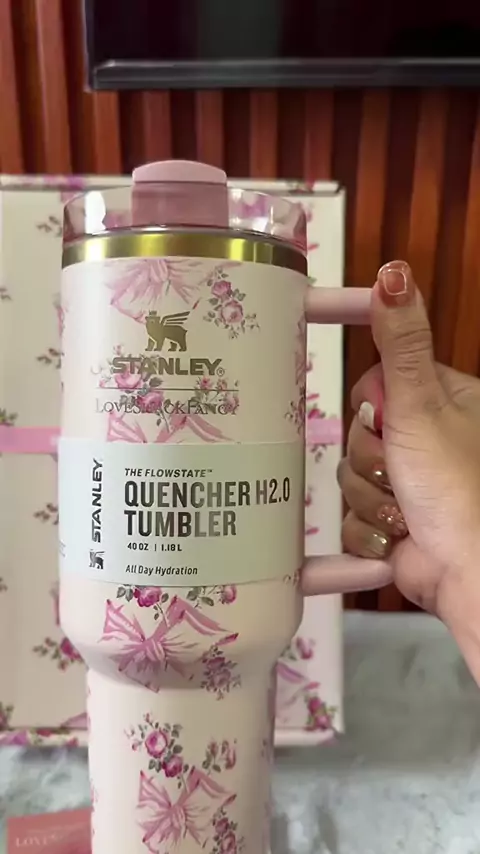 STANLEY®
LOVESHACKFANCY
STANLEY
THE FLOWSTATE™
QUENCHER H2.0
TUMBLER
40 OZ | 1.18 L
All Day Hydration